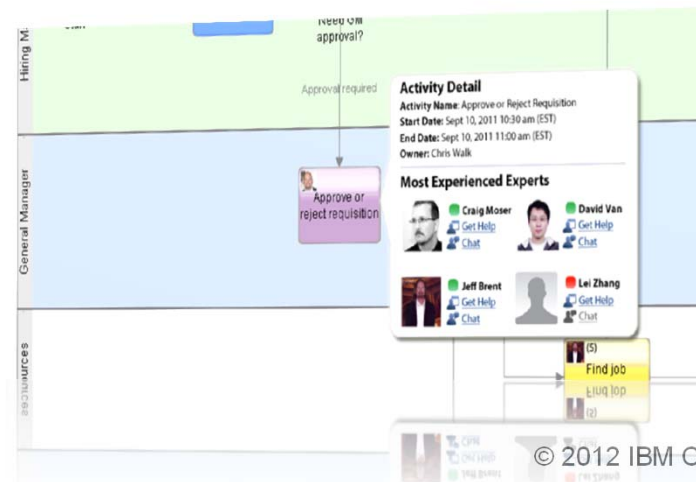 Need GM
approval?
Hiring M.
Approval required
Activity Detail
Activity Name: Approve or Reject Requisition
Start Date: Sept 10, 2011 10:30 am (EST)
End Date: Sept 10, 2011 11:00 am (EST)
Owner: Chris Walk
Most Experienced Experts
Craig Moser
Get Help
Chat
David Van
Get Help
Chat
Jeff Brent
Get Help
Chat
Lei Zhang
Get Help
Chat
General Manager
Approve or
reject requisition
(5)
Find job
© 2012 IBM C